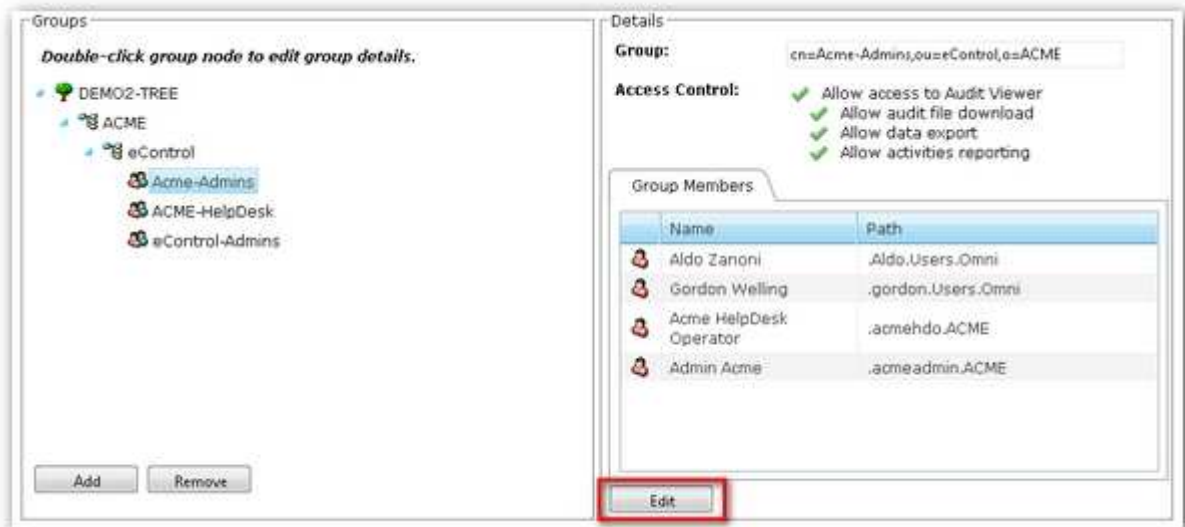 Groups
Double-click group node to edit group details.
DEMO2-TREE
ACME
eControl
Acme-Admins
ACME-HelpDesk
eControl-Admins
Add
Remove
Details
Group:
cn=Acme-Admins,ou=eControl,o=ACME
Access Control:
Allow access to Audit Viewer
Allow audit file download
Allow data export
Allow activities reporting
Group Members
Name Path
Aldo Zanoni .Aldo.Users.Omni
Gordon Welling .gordon.Users.Omni
Acme HelpDesk
Operator .acmehdo.ACME
Admin Acme .acmeadmin.ACME
Edit